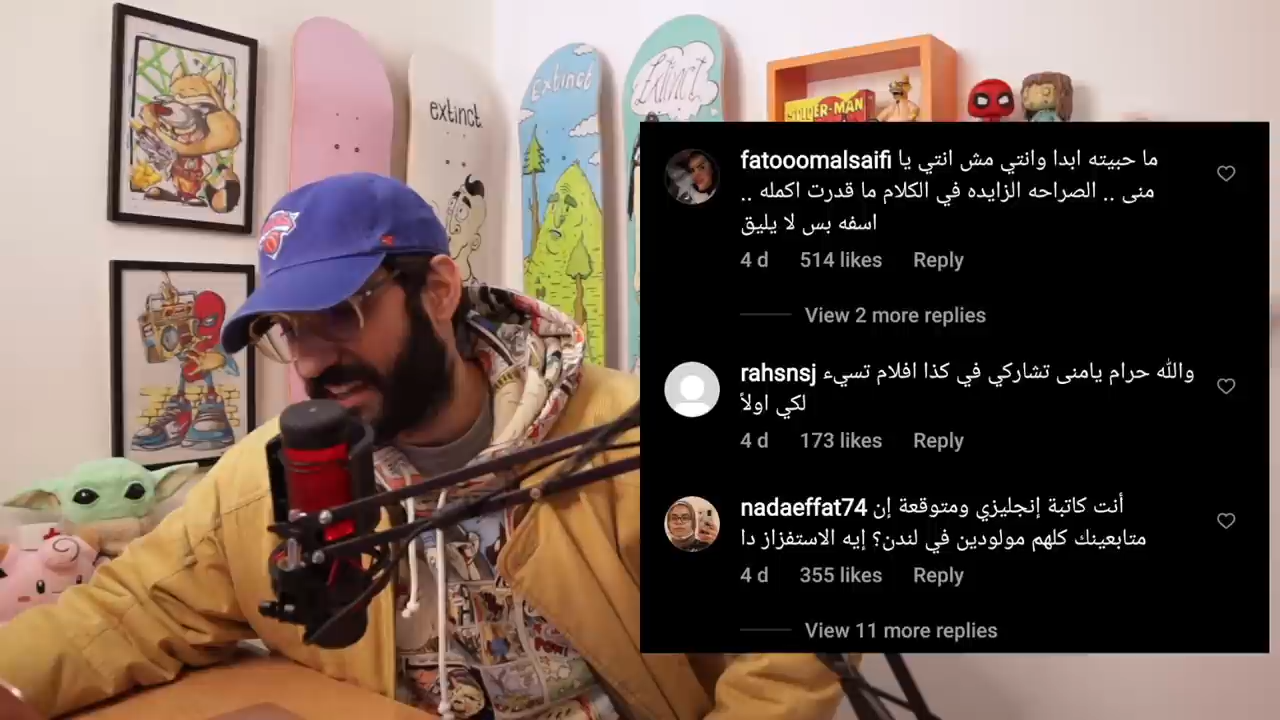 extinct
Extinct
Extinct
SPIDER-MAN
fatooomalsaifi ما حبيته ابدا وانتي مش انتي يا
منى .. الصراحه الزايده في الكلام ما قدرت اكمله ..
اسفه بس لا يليق
4 d 514 likes Reply
View 2 more replies
rahsnsj والله حرام يامنى تشاركي في كذا افلام تسيء
لكي اولاً
4 d 173 likes Reply
nadaeffat74 أنت كاتبة إنجليزي ومتوقعة إن
متابعينك كلهم مولودين في لندن؟ إيه الاستفزاز دا
4 d 355 likes Reply
View 11 more replies